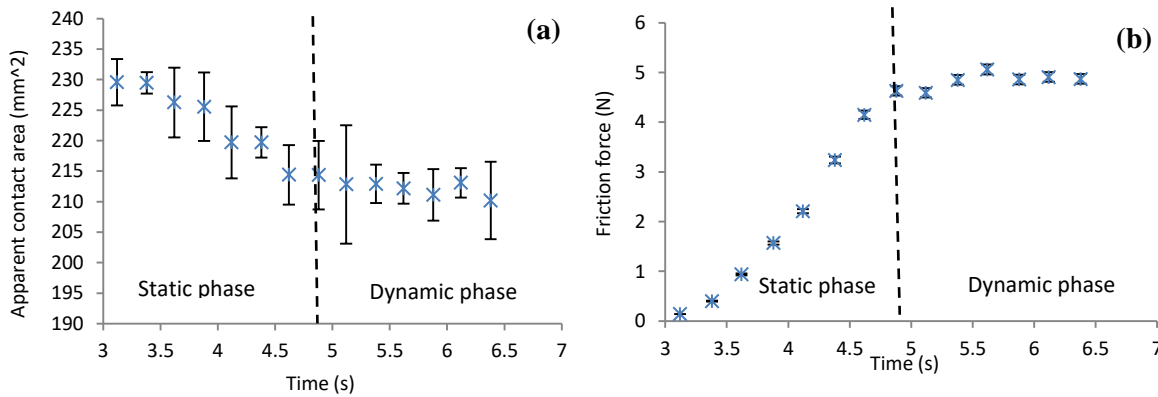 (a)
Apparent contact area (mm^2)
240
235
230
225
220
215
210
205
200
195
190
Static phase
Dynamic phase
3 3.5 4 4.5 5 5.5 6 6.5 7
Time (s)
(b)
Friction force (N)
6
5
4
3
2
1
0
Static phase
Dynamic phase
3 3.5 4 4.5 5 5.5 6 6.5 7
Time (s)